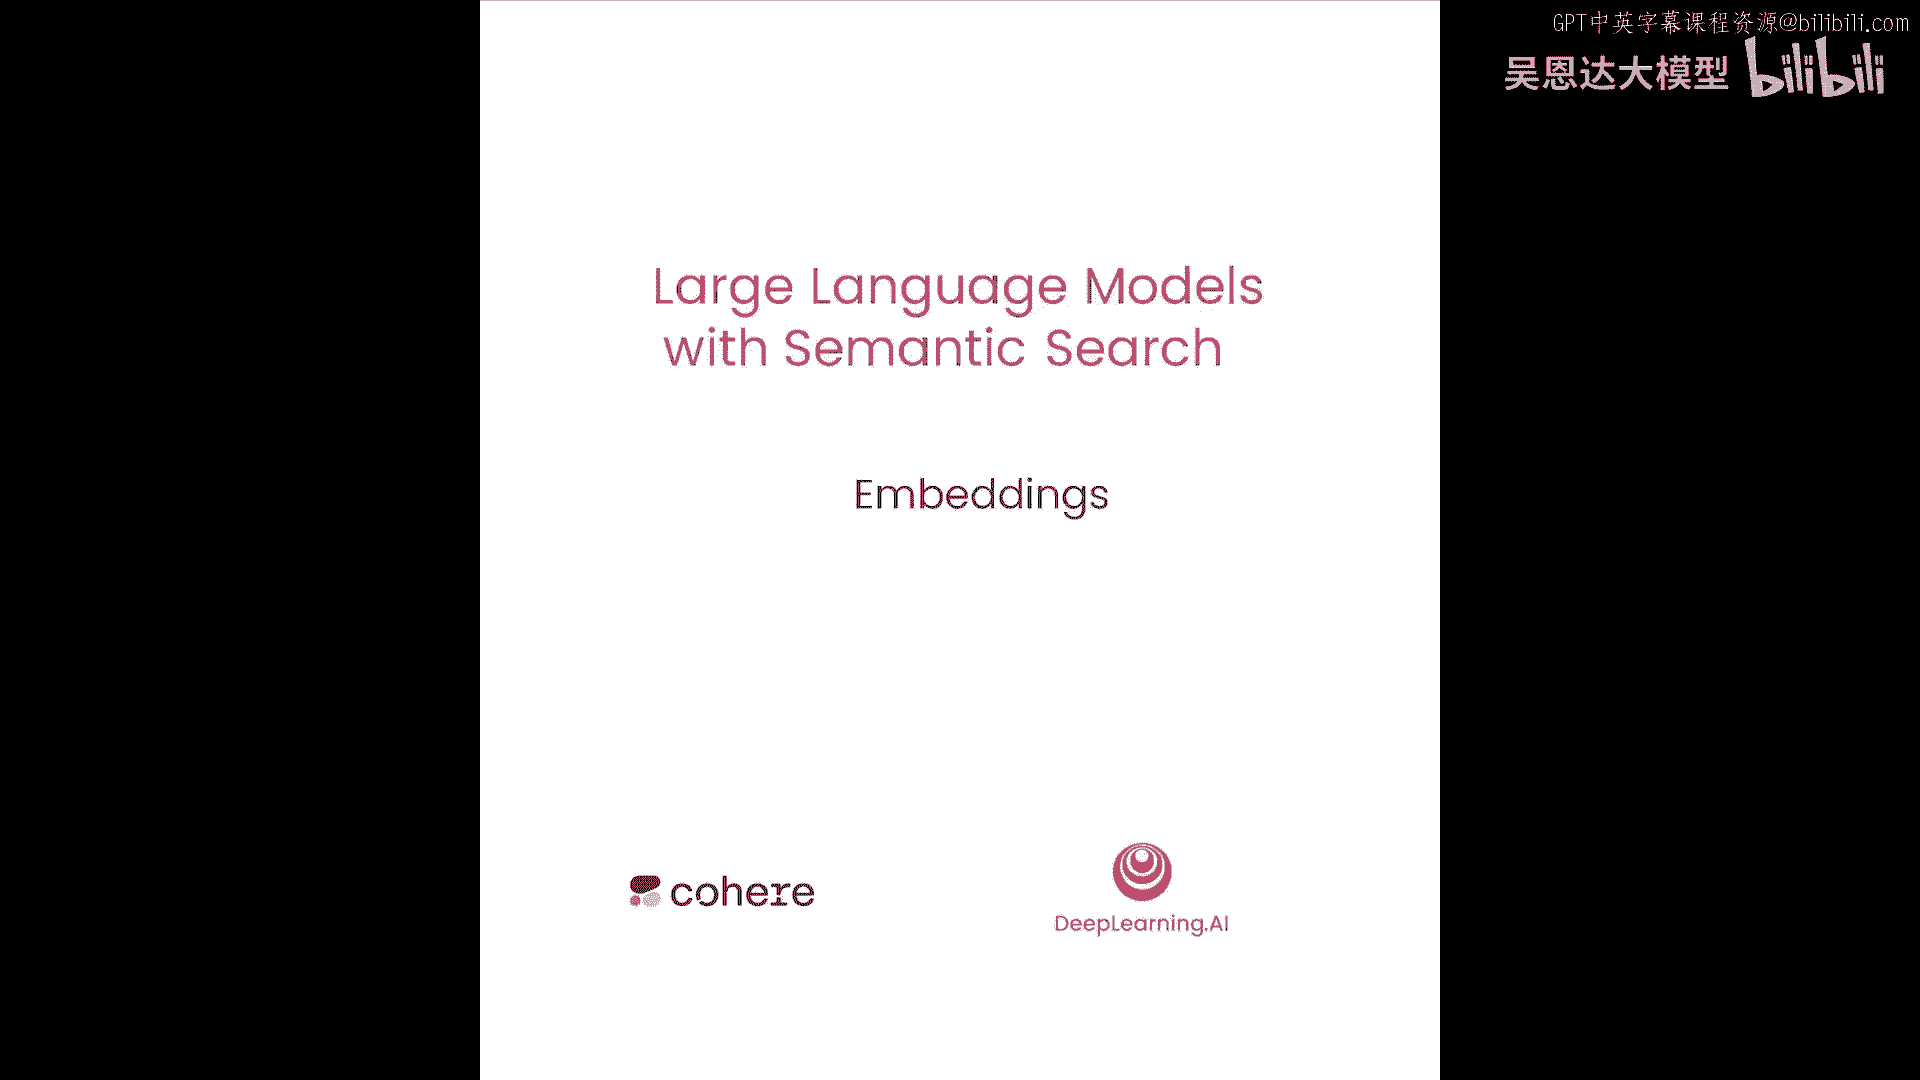 GPT中英字幕课程资源@bilibili.com
吴恩达大模型 bilibili
Large Language Models
with Semantic Search
Embeddings
cohere
DeepLearning.AI